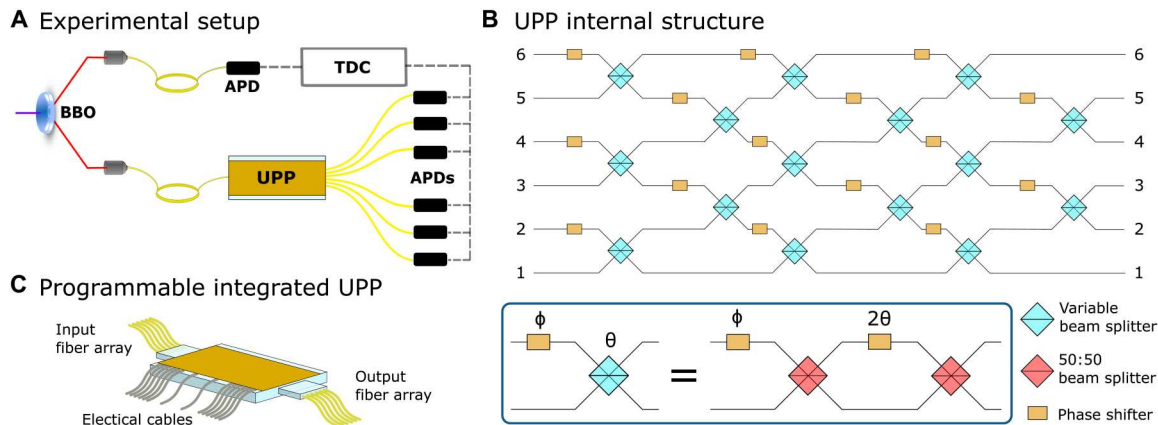 A Experimental setup
BBO
APD
TDC
UPP
APDs
C Programmable integrated UPP
Input
fiber array
Output
fiber array
Electical cables
B UPP internal structure
6 6
5 5
4 4
3 3
2 2
1 1
ϕ θ = ϕ 2θ
Variable
beam splitter
50:50
beam splitter
Phase shifter